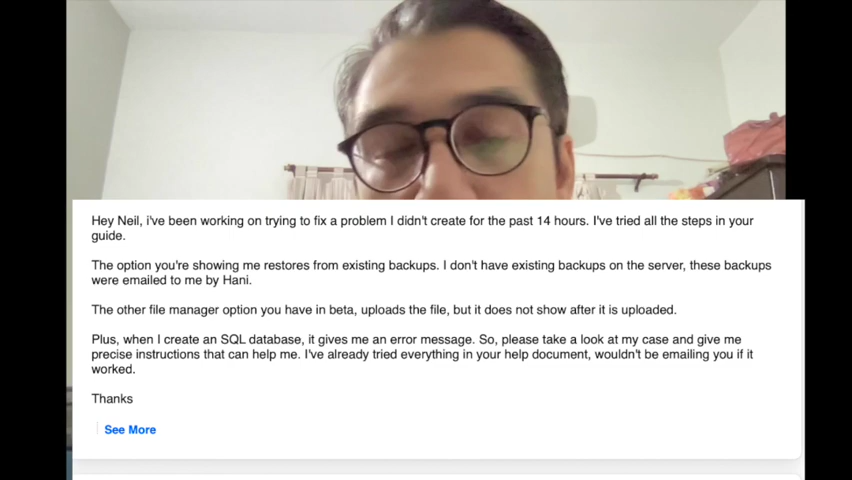 Hey Neil, i've been working on trying to fix a problem I didn't create for the past 14 hours. I've tried all the steps in your
guide.
The option you're showing me restores from existing backups. I don't have existing backups on the server, these backups
were emailed to me by Hani.
The other file manager option you have in beta, uploads the file, but it does not show after it is uploaded.
Plus, when I create an SQL database, it gives me an error message. So, please take a look at my case and give me
precise instructions that can help me. I've already tried everything in your help document, wouldn't be emailing you if it
worked.
Thanks
See More